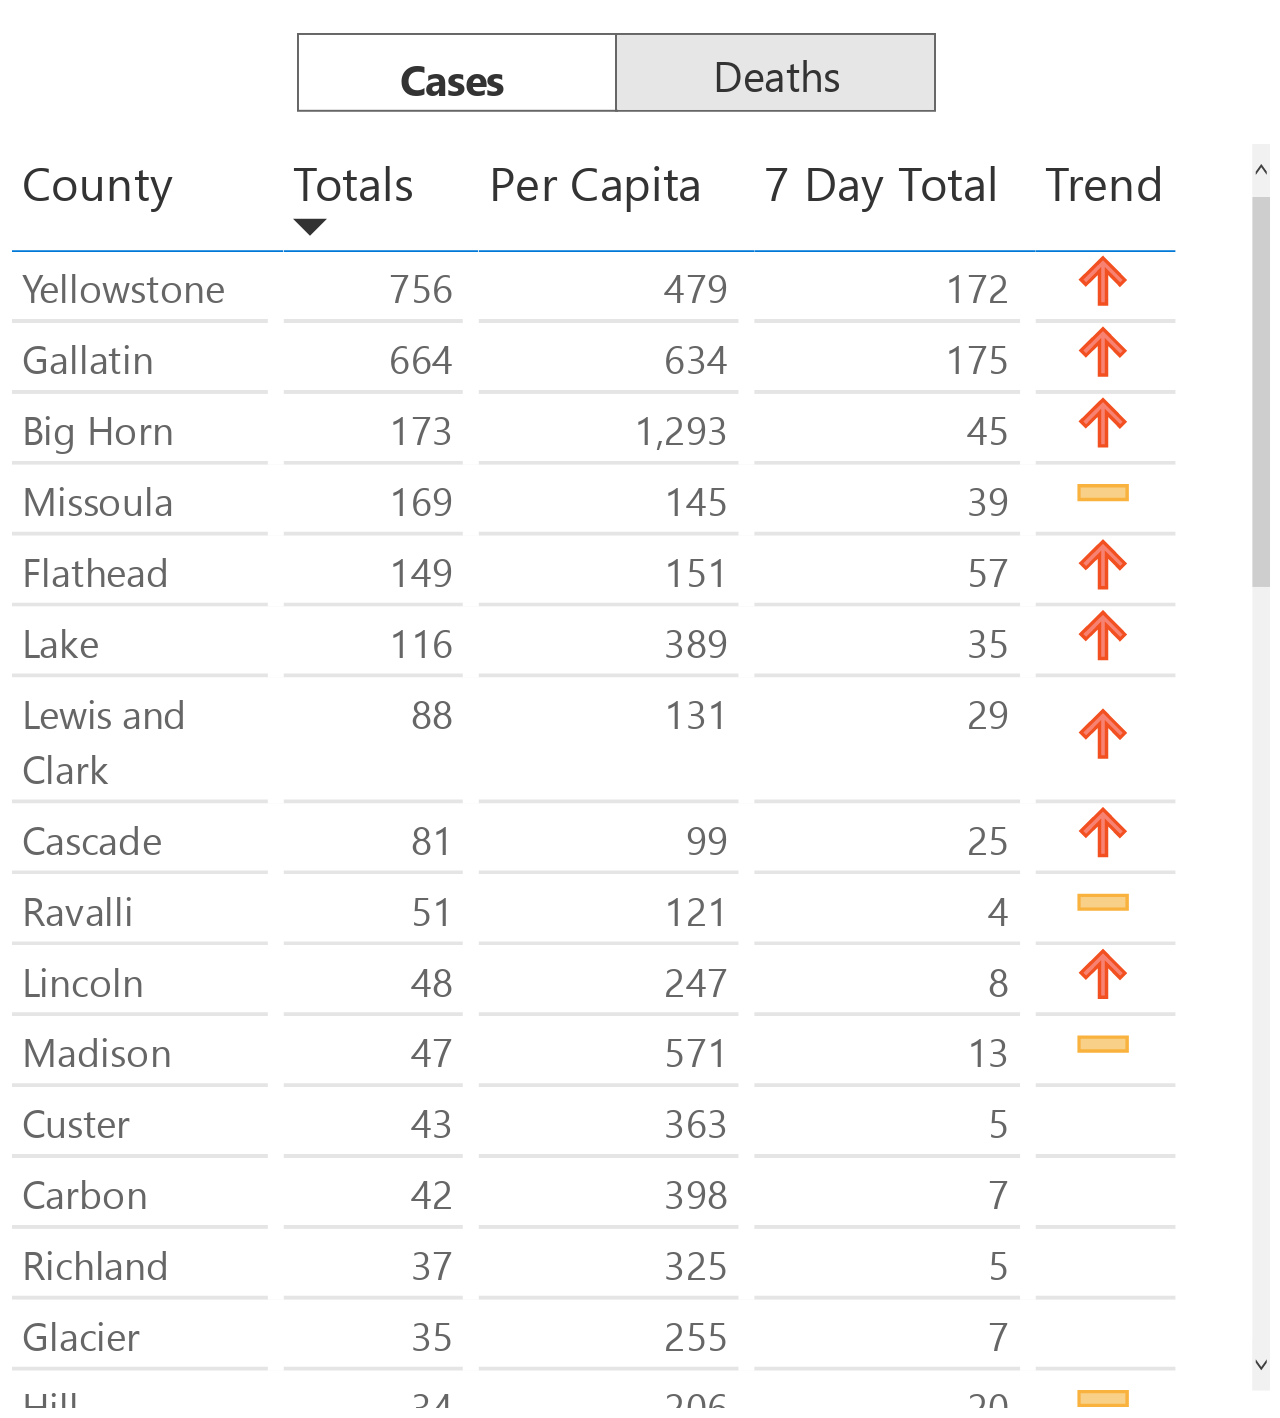 Cases Deaths
County Totals Per Capita 7 Day Total Trend
Yellowstone 756 479 172
Gallatin 664 634 175
Big Horn 173 1,293 45
Missoula 169 145 39
Flathead 149 151 57
Lake 116 389 35
Lewis and 88 131 29
Clark
Cascade 81 99 25
Ravalli 51 121 4
Lincoln 48 247 8
Madison 47 571 13
Custer 43 363 5
Carbon 42 398 7
Richland 37 325 5
Glacier 35 255 7
Hill 34 206 20